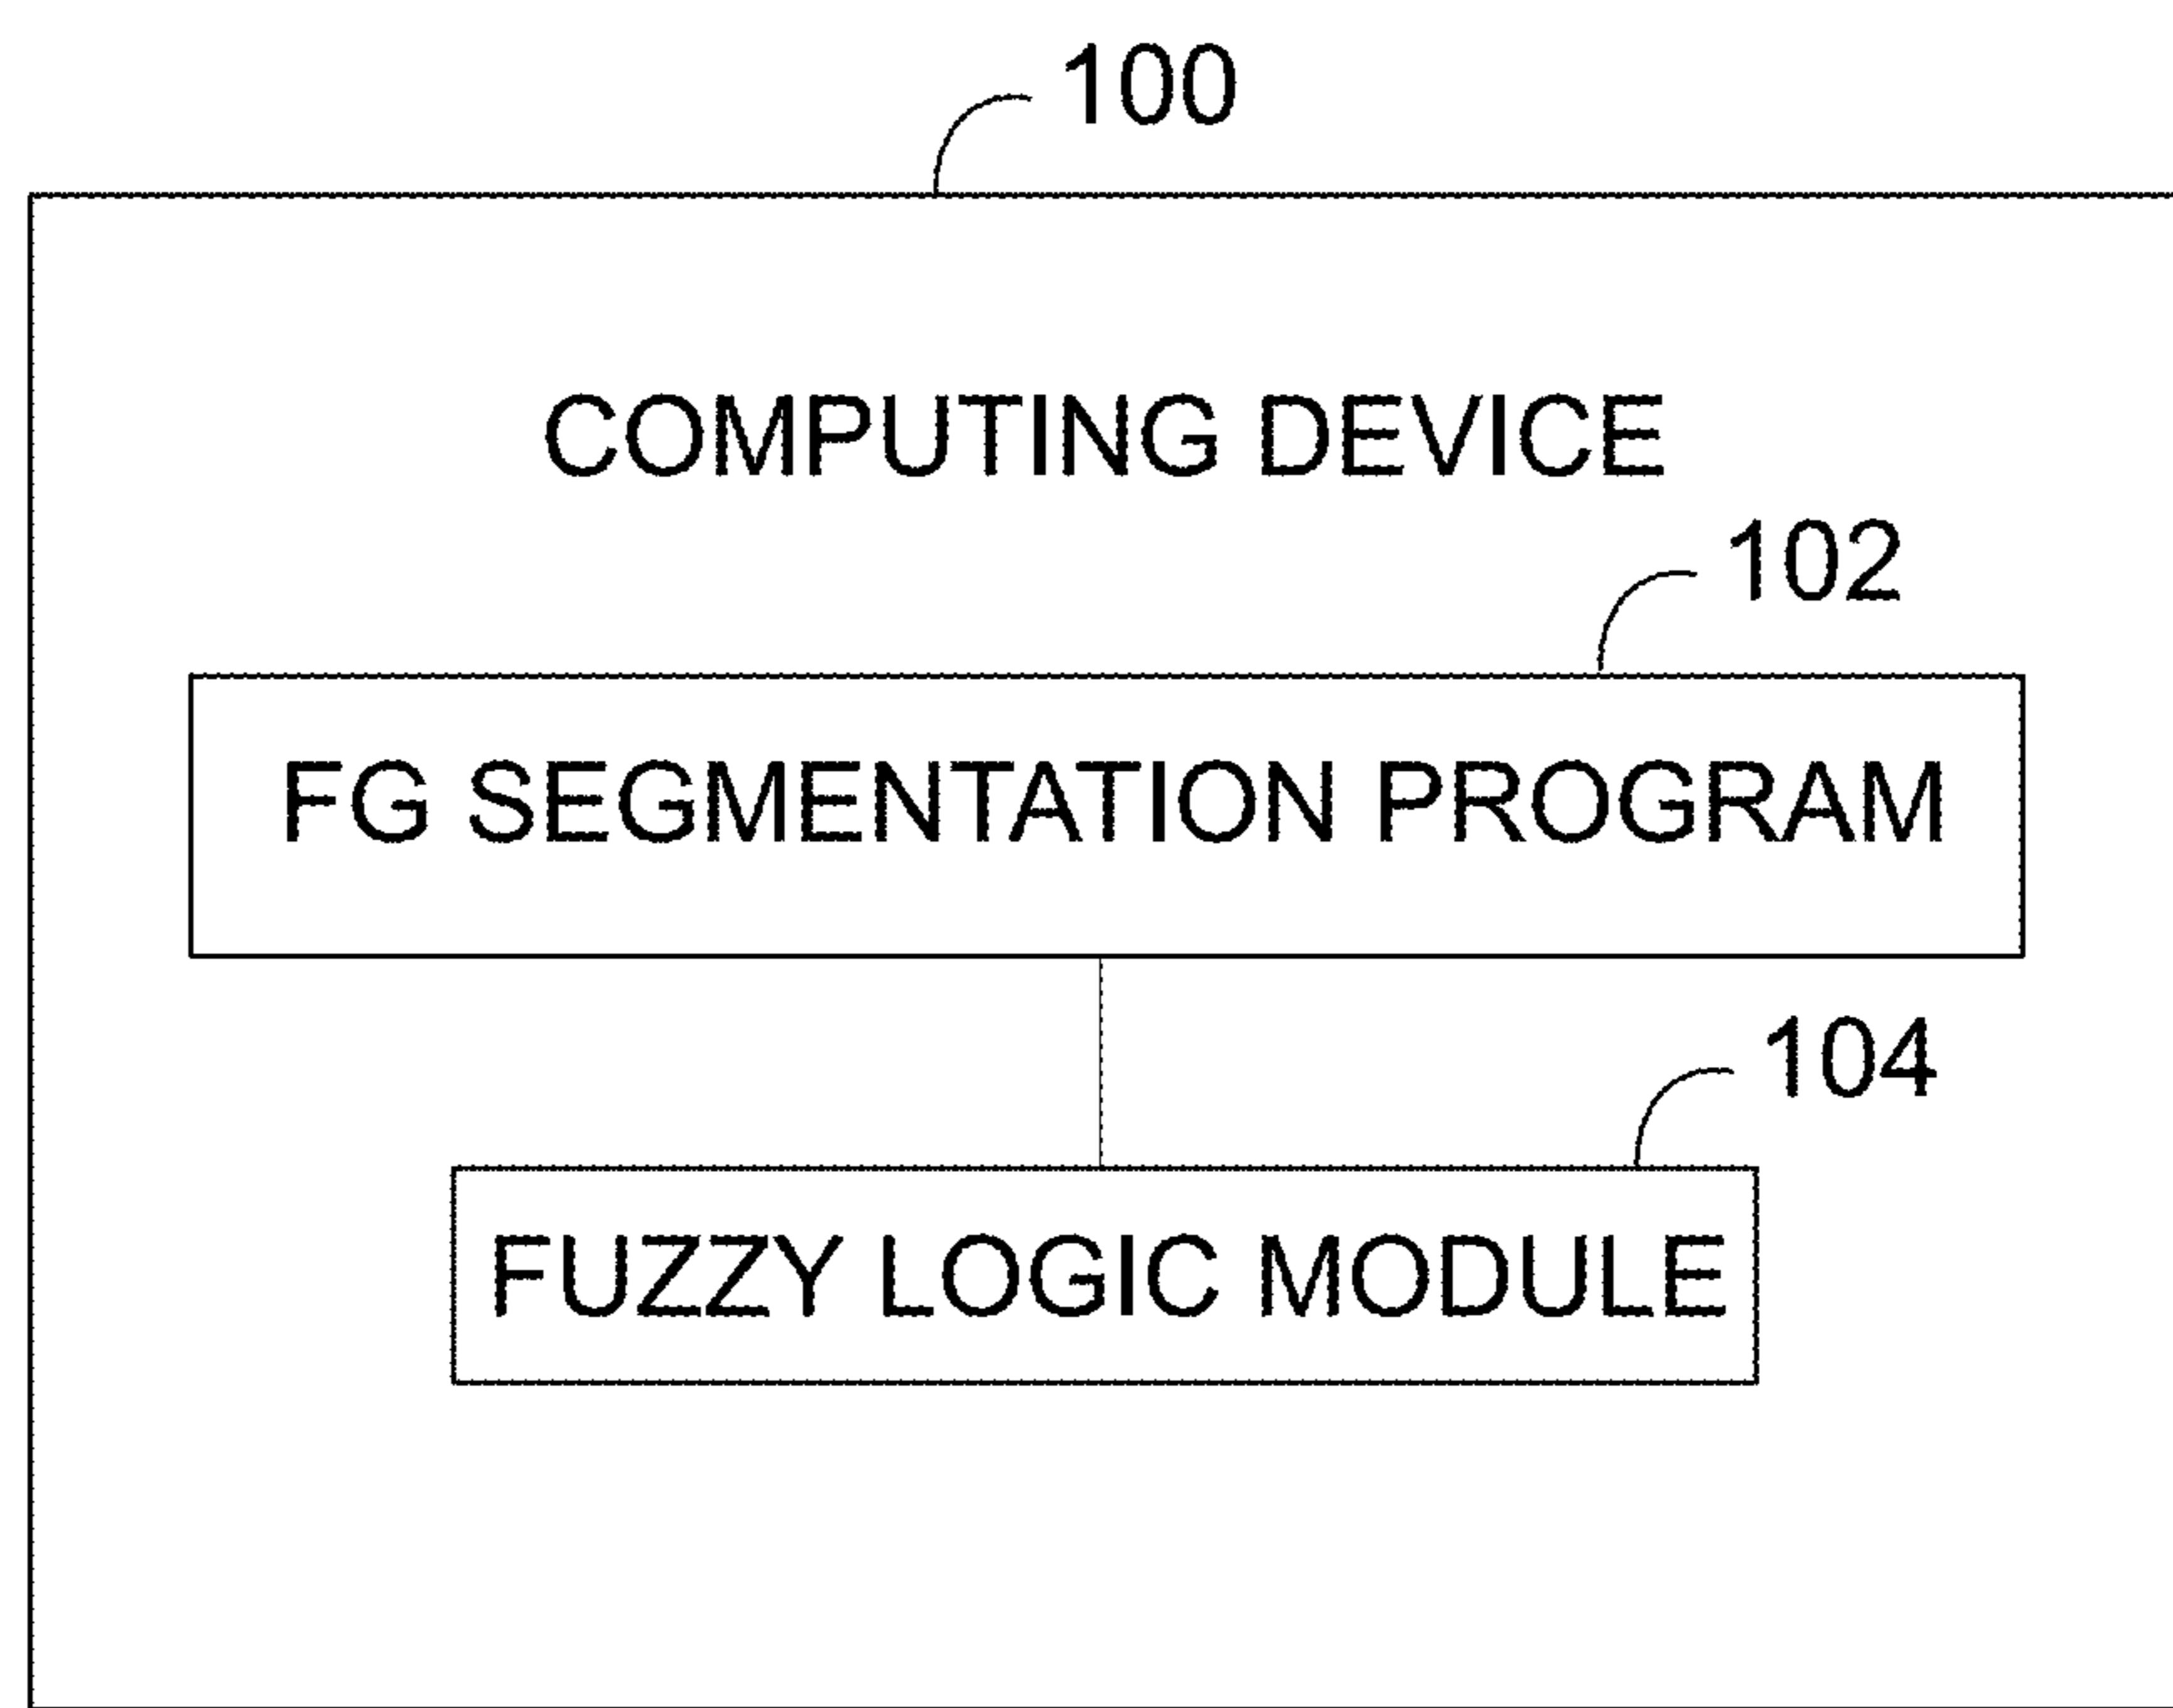 100
COMPUTING DEVICE
102
FG SEGMENTATION PROGRAM
104
FUZZY LOGIC MODULE